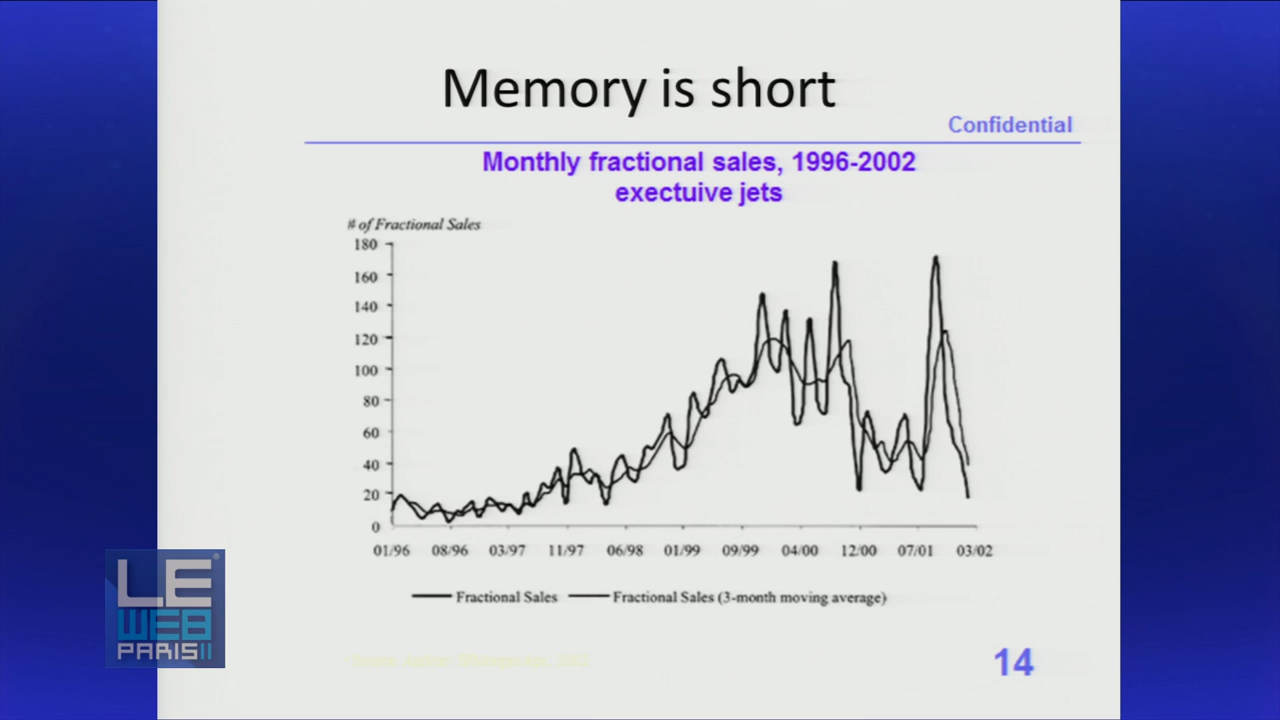 Memory is short
Confidential
Monthly fractional sales, 1996-2002
exectuive jets
# of Fractional Sales
180
160
140
120
100
80
60
40
20
0
01/96 08/96 03/97 11/97 06/98 01/99 09/99 04/00 12/00 07/01 03/02
Fractional Sales Fractional Sales (3-month moving average)
LE
WEB
PARIS11
14